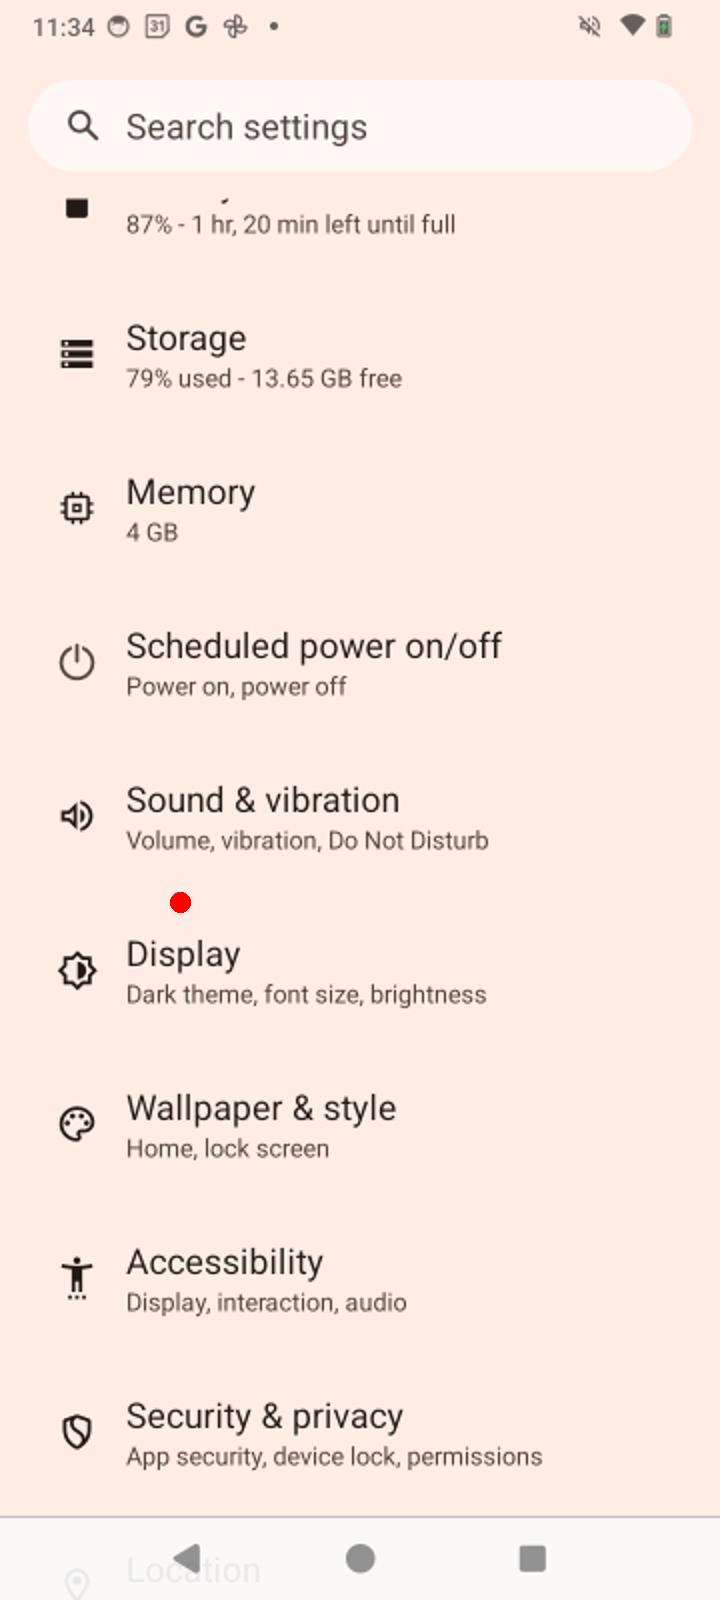 11:34
31
G
Search settings
87% - 1 hr, 20 min left until full
Storage
79% used - 13.65 GB free
Memory
4 GB
Scheduled power on/off
Power on, power off
Sound & vibration
Volume, vibration, Do Not Disturb
Display
Dark theme, font size, brightness
Wallpaper & style
Home, lock screen
Accessibility
Display, interaction, audio
Security & privacy
App security, device lock, permissions
Location